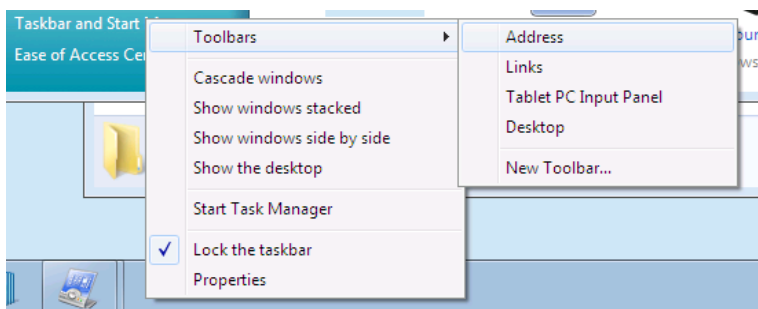 Taskbar and Start
Ease of Access
Toolbars
Cascade windows
Show windows stacked
Show windows side by side
Show the desktop
Start Task Manager
Lock the taskbar
Properties
Address
Links
Tablet PC Input Panel
Desktop
New Toolbar...